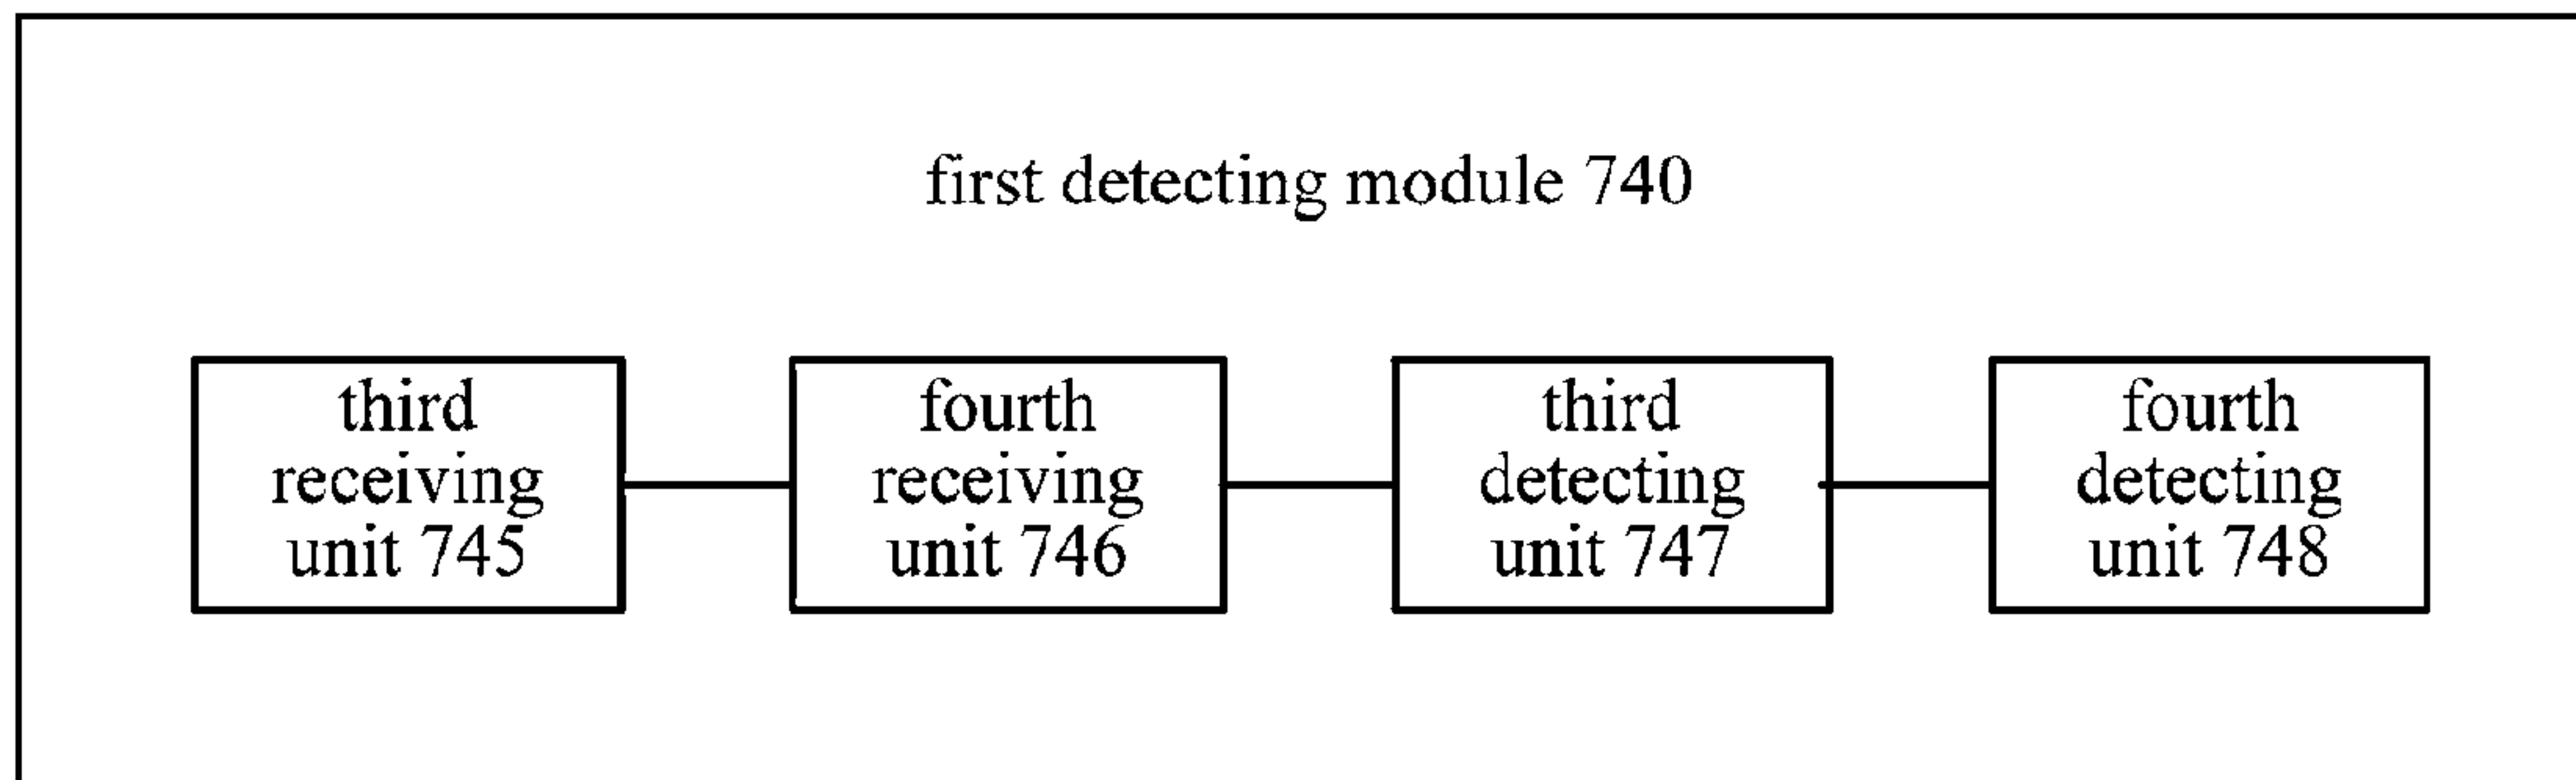 first detecting module 740
third
receiving
unit 745
fourth
receiving
unit 746
third
detecting
unit 747
fourth
detecting
unit 748